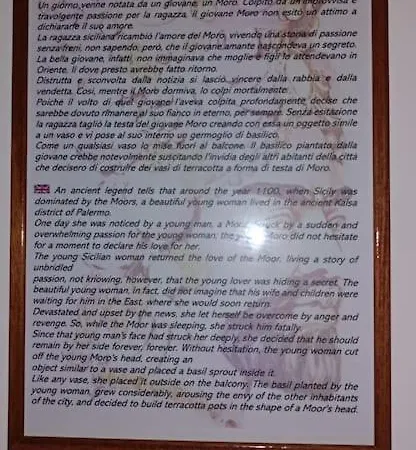 Un giorno venne notata da un giovane, un Moro. Colpito da un'improvvisa e
travolgente passione per la ragazza, il giovane Moro non esitò un attimo a
dichiararle il suo amore.
La ragazza siciliana ricambiò l'amore del Moro, vivendo una storia di passione
senza freni, non sapendo, però, che il giovane amante nascondeva un segreto.
La bella giovane, infatti, non immaginava che moglie e figli lo attendevano in
Oriente, lì dove presto avrebbe fatto ritorno.
Distrutta e sconvolta dalla notizia si lasciò vincere dalla rabbia e dalla
vendetta. Così, mentre il Moro dormiva, lo colpì mortalmente.
Poiché il volto di quel giovane l'aveva colpita profondamente, decise che
sarebbe dovuto rimanere al suo fianco in eterno, per sempre. Senza esitazione
la ragazza tagliò la testa del giovane Moro creando con essa un oggetto simile
a un vaso e vi pose al suo interno un germoglio di basilico.
Come un qualsiasi vaso lo mise fuori al balcone. Il basilico piantato dalla
giovane crebbe notevolmente suscitando l'invidia degli altri abitanti della città
che decisero di costruire dei vasi di terracotta a forma di testa di Moro.
An ancient legend tells that around the year 1100, when Sicily was
dominated by the Moors, a beautiful young woman lived in the ancient Kalsa
district of Palermo.
One day she was noticed by a young man, a Moor. Struck by a sudden and
overwhelming passion for the young woman, the young Moro did not hesitate
for a moment to declare his love for her.
The young Sicilian woman returned the love of the Moor, living a story of
unbridled
passion, not knowing, however, that the young lover was hiding a secret. The
beautiful young woman, in fact, did not imagine that his wife and children were
waiting for him in the East, where she would soon return.
Devastated and upset by the news, she let herself be overcome by anger and
revenge. So, while the Moor was sleeping, she struck him fatally.
Since that young man's face had struck her deeply, she decided that he should
remain by her side forever, forever. Without hesitation, the young woman cut
off the young Moro's head, creating an
object similar to a vase and placed a basil sprout inside it.
Like any vase, she placed it outside on the balcony. The basil planted by the
young woman, grew considerably, arousing the envy of the other inhabitants
of the city, and decided to build terracotta pots in the shape of a Moor's head.